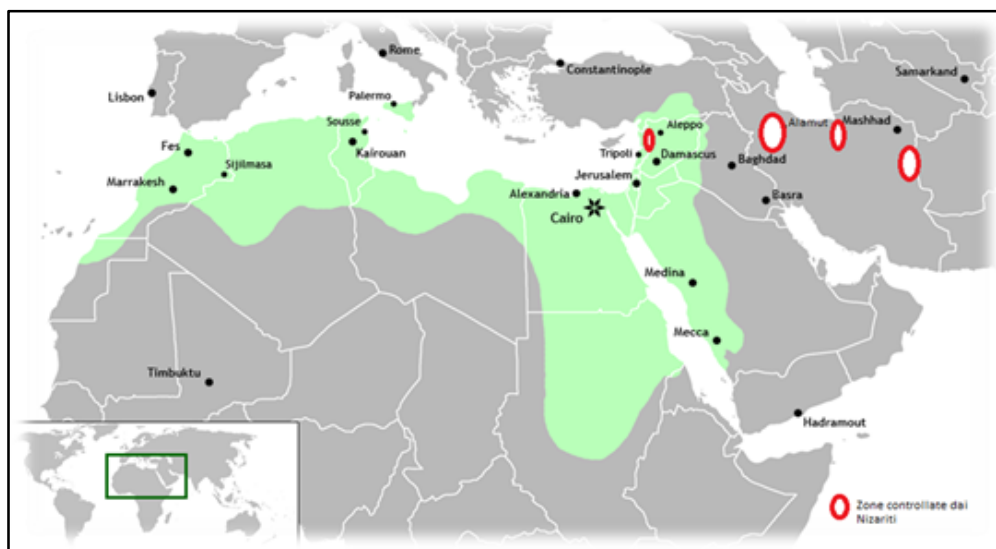 Rome
Constantinople
Samarkand
Lisbon
Palermo
Sousse
Aleppo
Alamut
Mashhad
Fes
Kairouan
Tripoli
Damascus
Baghdad
Sijilmasa
Jerusalem
Marrakesh
Alexandria
Basra
Cairo
Medina
Mecca
Timbuktu
Hadramout
Zone controllate dai
Nizariti